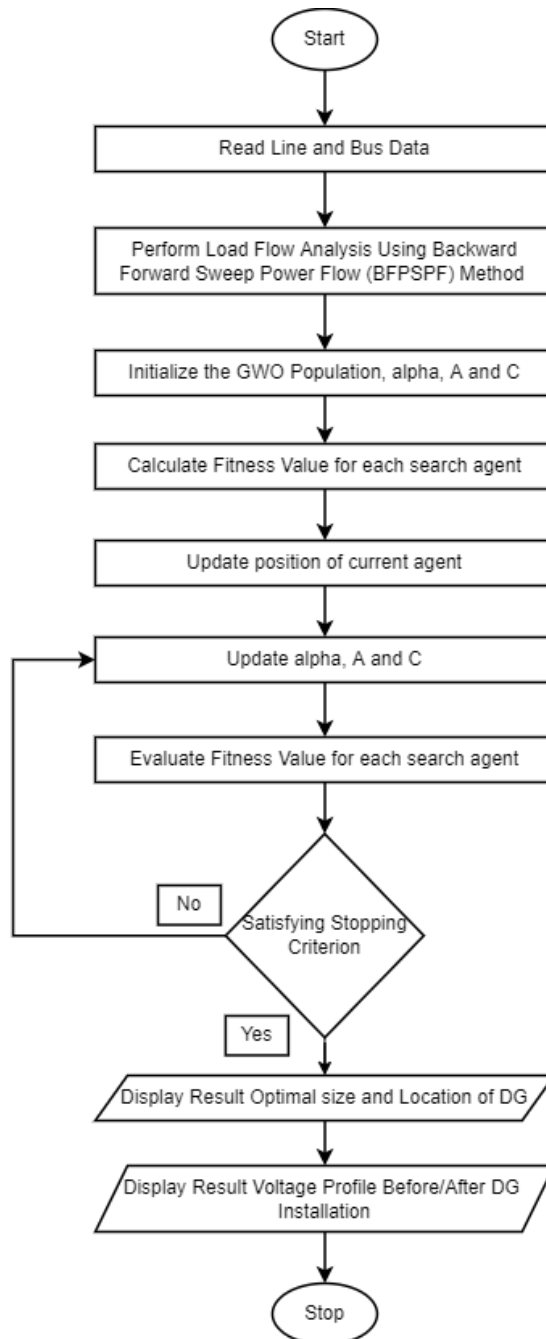 Start
Read Line and Bus Data
Perform Load Flow Analysis Using Backward
Forward Sweep Power Flow (BFPSPF) Method
Initialize the GWO Population, alpha, A and C
Calculate Fitness Value for each search agent
Update position of current agent
Update alpha, A and C
Evaluate Fitness Value for each search agent
No
Satisfying Stopping
Criterion
Yes
Display Result Optimal size and Location of DG
Display Result Voltage Profile Before/After DG
Installation
Stop